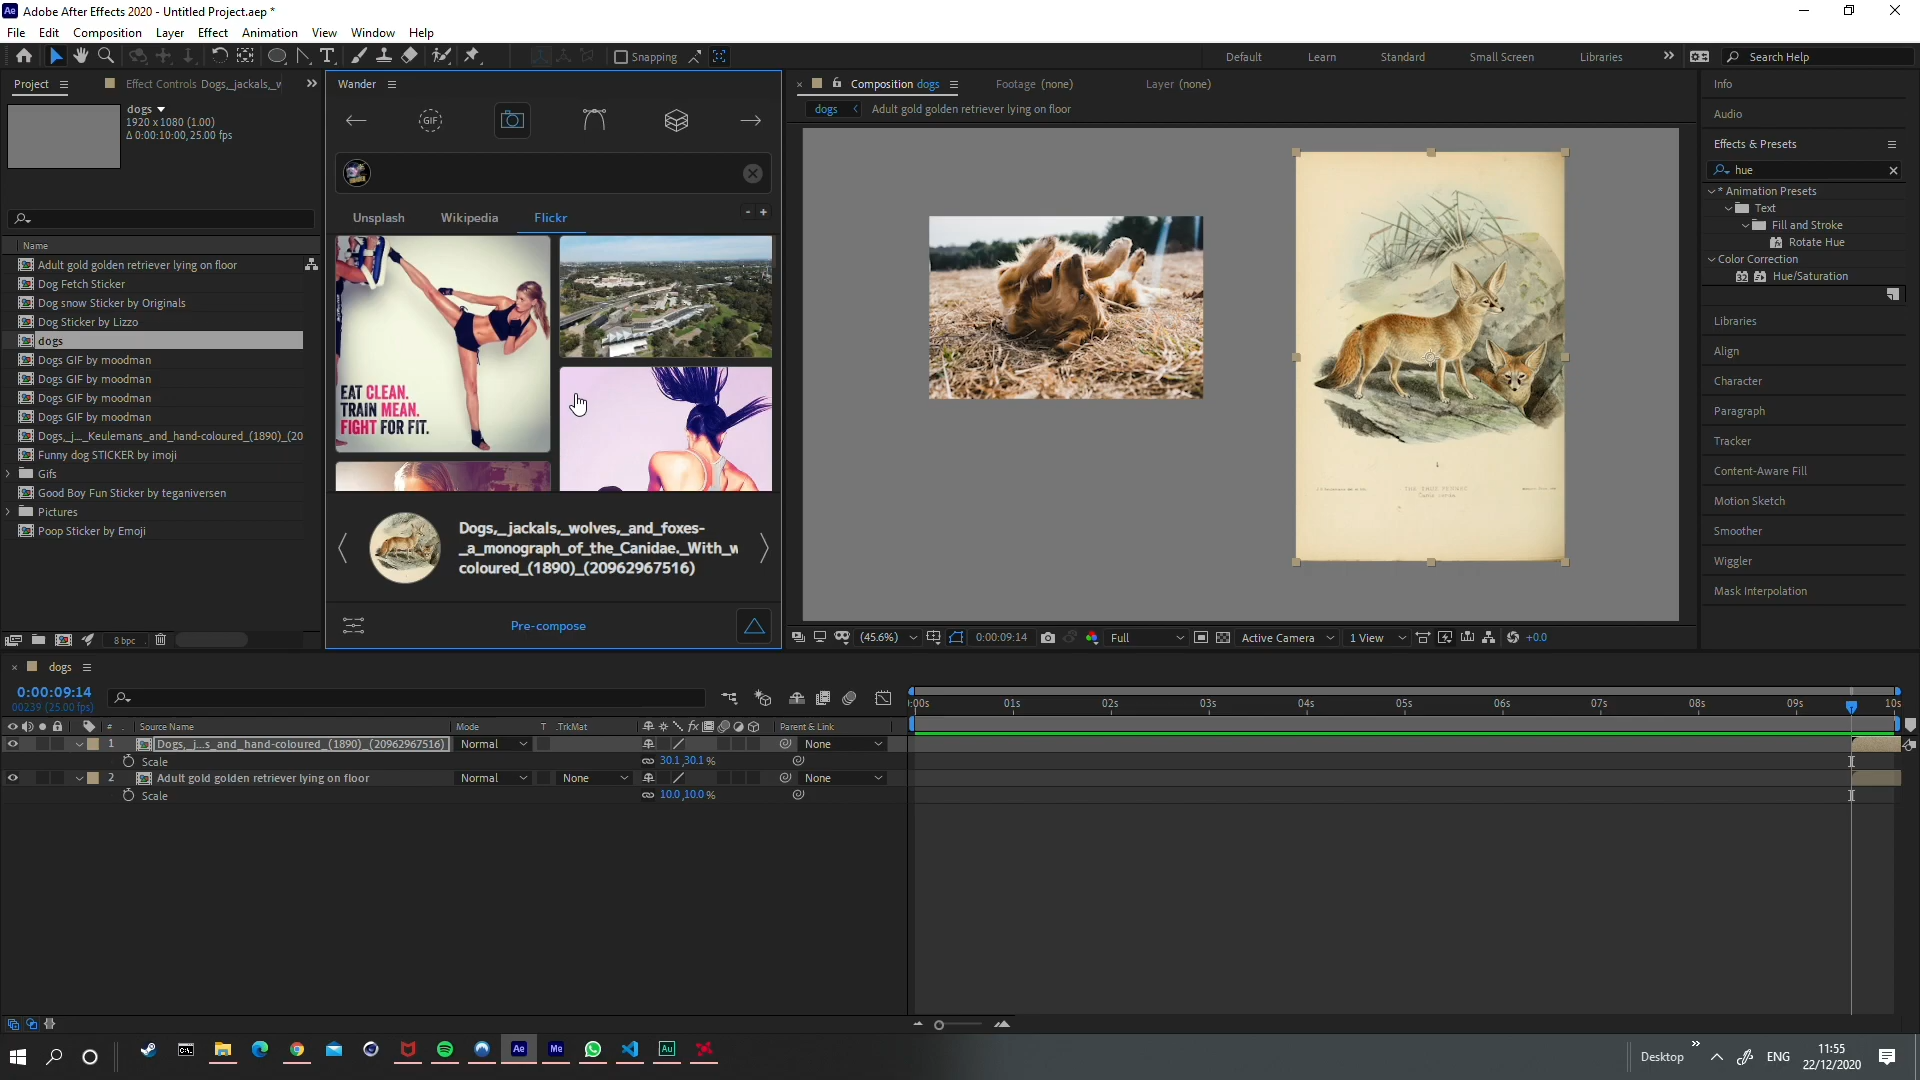 Adobe After Effects 2020 - Untitled Project.aep *
File Edit Composition Layer Effect Animation View Window Help
Snapping
Default Learn Standard Small Screen Libraries
Search Help
Project
Effect Controls Dogs,_jackals,_v
dogs
1920 x 1080 (1.00)
Δ 0:00:10:00, 25.00 fps
Name
Adult gold golden retriever lying on floor
Dog Fetch Sticker
Dog snow Sticker by Originals
Dog Sticker by Lizzo
dogs
Dogs GIF by moodman
Dogs GIF by moodman
Dogs GIF by moodman
Dogs GIF by moodman
Dogs,_j..._Keulemans_and_hand-coloured_(1890)_(20
Funny dog STICKER by imoji
Gifs
Good Boy Fun Sticker by teganiversen
Pictures
Poop Sticker by Emoji
8 bpc
Wander
GIF
Unsplash Wikipedia Flickr
- +
EAT CLEAN.
TRAIN MEAN.
FIGHT FOR FIT.
Dogs,_jackals,_wolves,_and_foxes-
_a_monograph_of_the_Canidae._With_w
coloured_(1890)_(20962967516)
Pre-compose
Composition dogs
Footage (none)
Layer (none)
dogs
Adult gold golden retriever lying on floor
(45.6%) 0:00:09:14 Full Active Camera 1 View +0.0
Info
Audio
Effects & Presets
hue
* Animation Presets
Text
Fill and Stroke
Rotate Hue
Color Correction
32 Hue/Saturation
Libraries
Align
Character
Paragraph
Tracker
Content-Aware Fill
Motion Sketch
Smoother
Wiggler
Mask Interpolation
dogs
0:00:09:14
00239 (25.00 fps)
# Source Name Mode T .TrkMat Parent & Link
1 Dogs,_j...s_and_hand-coloured_(1890)_(20962967516) Normal None
Scale 30.1,30.1 %
2 Adult gold golden retriever lying on floor Normal None None
Scale 10.0,10.0 %
:00s 01s 02s 03s 04s 05s 06s 07s 08s 09s 10s
Ae Me Au
Desktop
ENG
11:55
22/12/2020